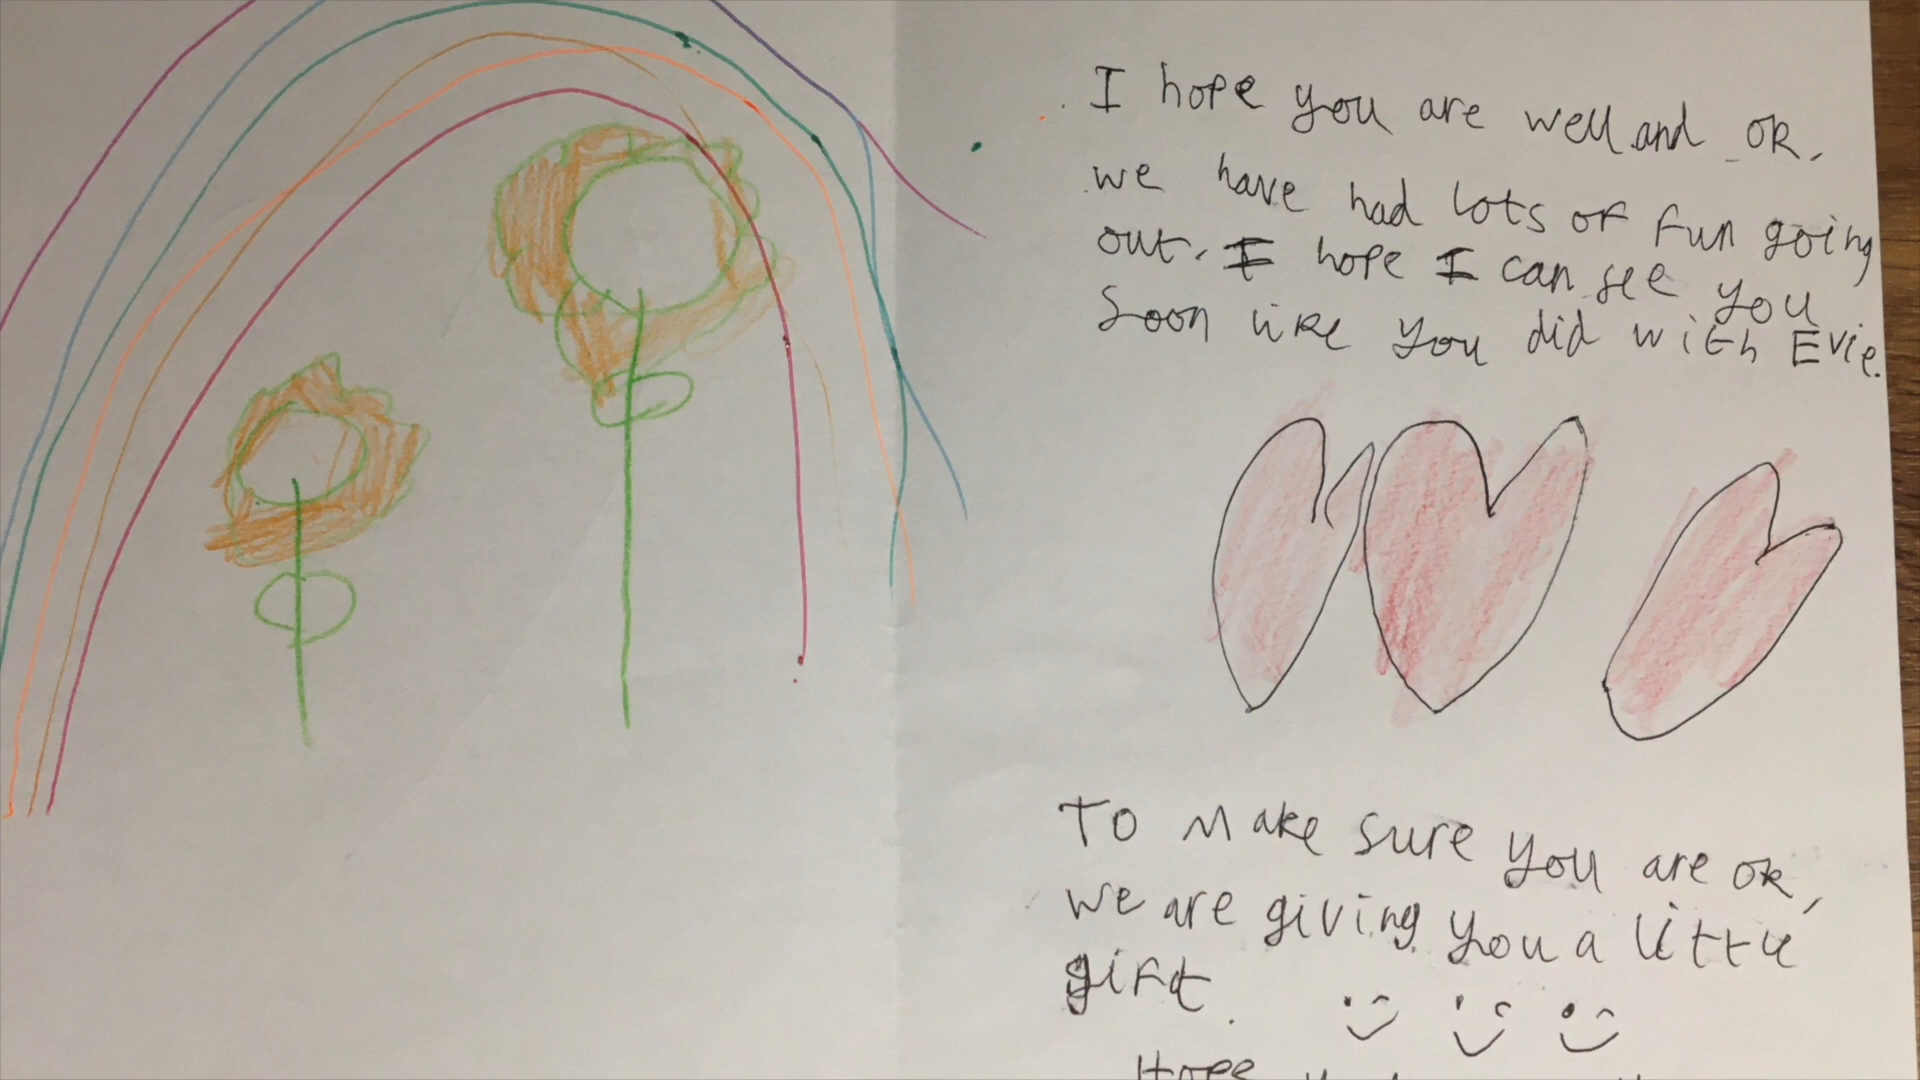 I hope you are well and ok,
we have had lots of fun going
out. I hope I can see you
soon like you did with Evie.
To make sure you are ok,
we are giving you a little
gift.
Hope